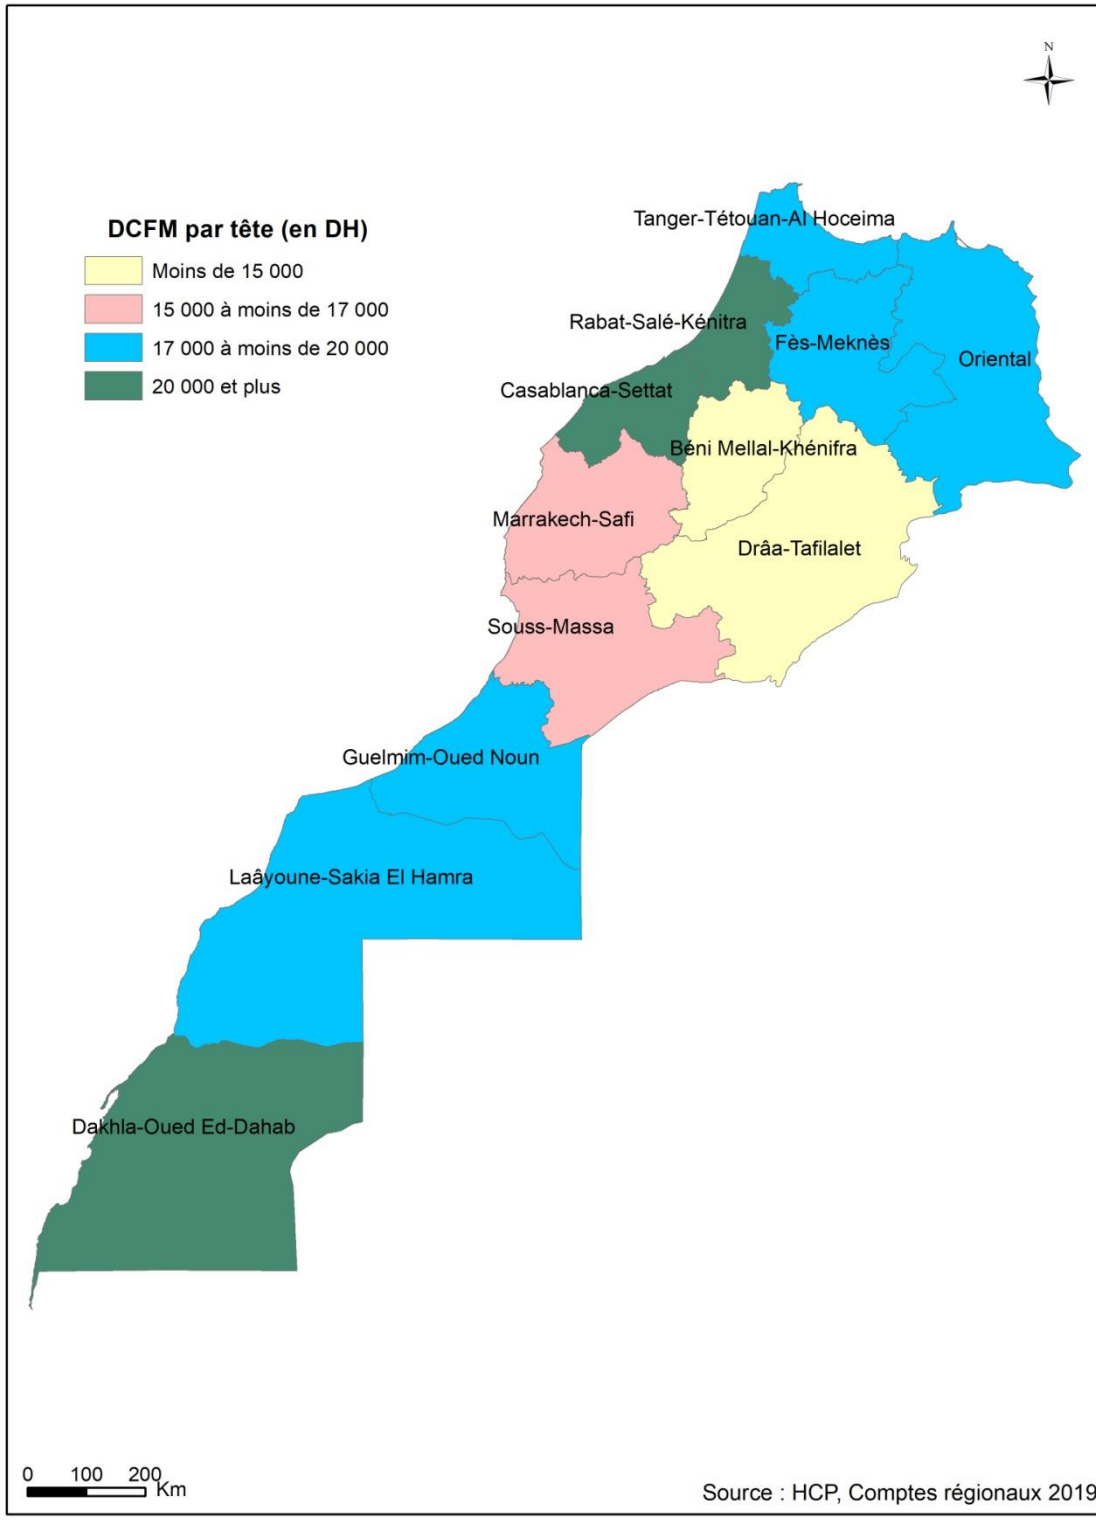 N
DCFM par tête (en DH)
Moins de 15 000
15 000 à moins de 17 000
17 000 à moins de 20 000
20 000 et plus
Tanger-Tétouan-Al Hoceima
Rabat-Salé-Kénitra
Fès-Meknès
Oriental
Casablanca-Settat
Béni Mellal-Khénifra
Marrakech-Safi
Drâa-Tafilalet
Souss-Massa
Guelmim-Oued Noun
Laâyoune-Sakia El Hamra
Dakhla-Oued Ed-Dahab
0 100 200
Km
Source : HCP, Comptes régionaux 2019